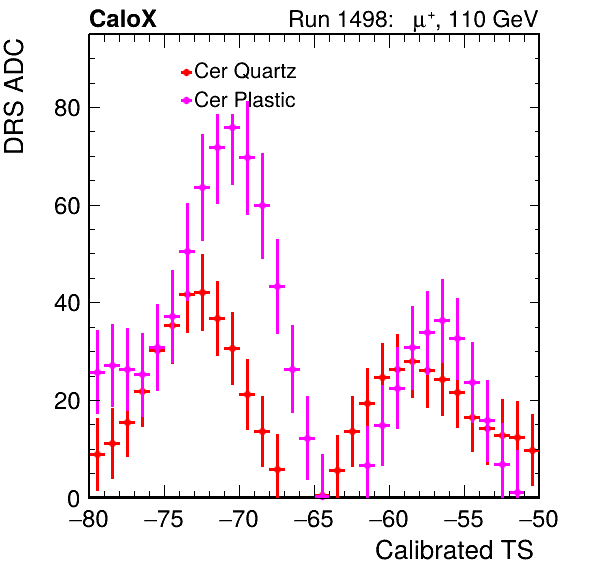 CaloX Run 1498: μ⁺, 110 GeV
DRS ADC
Cer Quartz
Cer Plastic
80
60
40
20
0
−80 −75 −70 −65 −60 −55 −50
Calibrated TS